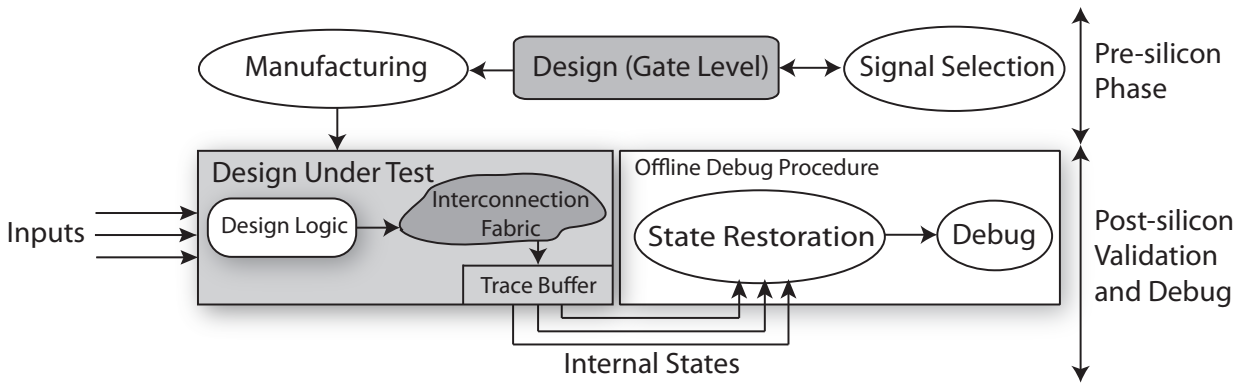 Manufacturing
Design (Gate Level)
Signal Selection
Pre-silicon
Phase
Design Under Test
Offline Debug Procedure
Inputs
Design Logic
Interconnection
Fabric
State Restoration
Debug
Post-silicon
Validation
and Debug
Trace Buffer
Internal States